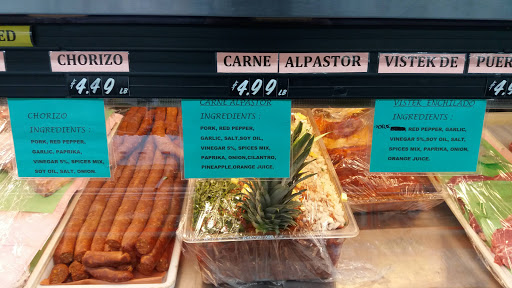 ED
CHORIZO
CARNE ALPASTOR
VISTEK DE
PUER
$4.49 LB
$4.99 LB
CHORIZO
INGREDIENTS :
PORK, RED PEPPER,
GARLIC, PAPRIKA,
VINEGAR 5%, SPICES MIX,
SOY OIL, SALT, ONION.
CARNE ALPASTOR
INGREDIENTS :
PORK, RED PEPPER,
GARLIC, SALT,SOY OIL,
VINEGAR 5%, SPICES MIX,
PAPRIKA, ONION,CILANTRO,
PINEAPPLE,ORANGE JUICE.
VISTEK ENCHILADO
INGREDIENTS :
RED PEPPER, GARLIC,
VINEGAR 5%,SOY OIL, SALT,
SPICES MIX, PAPRIKA, ONION,
ORANGE JUICE.